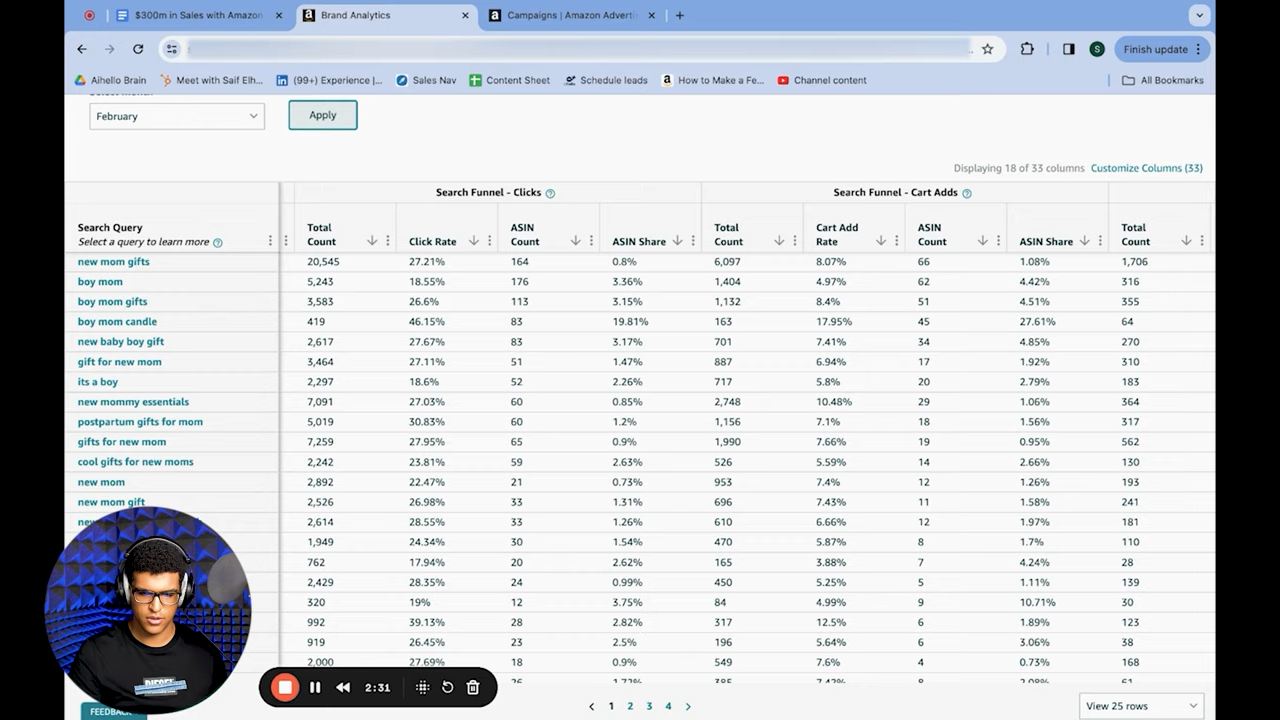 $300m in Sales with Amazon
Brand Analytics
Campaigns | Amazon Adverti
Finish update
Aihello Brain
Meet with Saif Elh...
(99+) Experience |...
Sales Nav
Content Sheet
Schedule leads
How to Make a Fe...
Channel content
All Bookmarks
February
Apply
Displaying 18 of 33 columns Customize Columns (33)
Search Funnel - Clicks
Search Funnel - Cart Adds
Search Query
Select a query to learn more
Total Count
Click Rate
ASIN Count
ASIN Share
Total Count
Cart Add Rate
ASIN Count
ASIN Share
Total Count
new mom gifts 20,545 27.21% 164 0.8% 6,097 8.07% 66 1.08% 1,706
boy mom 5,243 18.55% 176 3.36% 1,404 4.97% 62 4.42% 316
boy mom gifts 3,583 26.6% 113 3.15% 1,132 8.4% 51 4.51% 355
boy mom candle 419 46.15% 83 19.81% 163 17.95% 45 27.61% 64
new baby boy gift 2,617 27.67% 83 3.17% 701 7.41% 34 4.85% 270
gift for new mom 3,464 27.11% 51 1.47% 887 6.94% 17 1.92% 310
its a boy 2,297 18.6% 52 2.26% 717 5.8% 20 2.79% 183
new mommy essentials 7,091 27.03% 60 0.85% 2,748 10.48% 29 1.06% 364
postpartum gifts for mom 5,019 30.83% 60 1.2% 1,156 7.1% 18 1.56% 317
gifts for new mom 7,259 27.95% 65 0.9% 1,990 7.66% 19 0.95% 562
cool gifts for new moms 2,242 23.81% 59 2.63% 526 5.59% 14 2.66% 130
new mom 2,892 22.47% 21 0.73% 953 7.4% 12 1.26% 193
new mom gift 2,526 26.98% 33 1.31% 696 7.43% 11 1.58% 241
2,614 28.55% 33 1.26% 610 6.66% 12 1.97% 181
1,949 24.34% 30 1.54% 470 5.87% 8 1.7% 110
762 17.94% 20 2.62% 165 3.88% 7 4.24% 28
2,429 28.35% 24 0.99% 450 5.25% 5 1.11% 139
320 19% 12 3.75% 84 4.99% 9 10.71% 30
992 39.13% 28 2.82% 317 12.5% 6 1.89% 123
919 26.45% 23 2.5% 196 5.64% 6 3.06% 38
2,000 27.69% 18 0.9% 549 7.6% 4 0.73% 168
DIESEL
2:31
FEEDBACK
1 2 3 4
View 25 rows